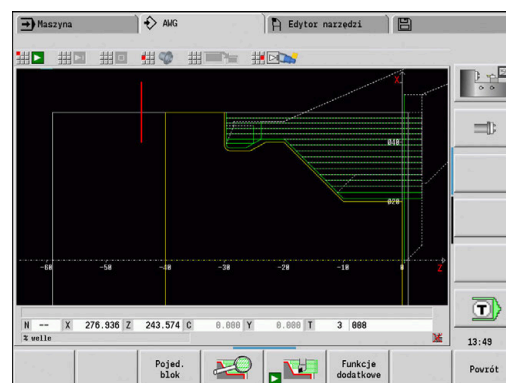 Maszyna
AWG
Edytor narzędzi
X
ø40
ø20
-60 -50 -40 -30 -20 -10 0 Z
N -- X 276.936 Z 243.574 C 0.000 Y 0.000 T 3 000
% welle
T
13:49
Pojed. blok
Funkcje dodatkowe
Powrót